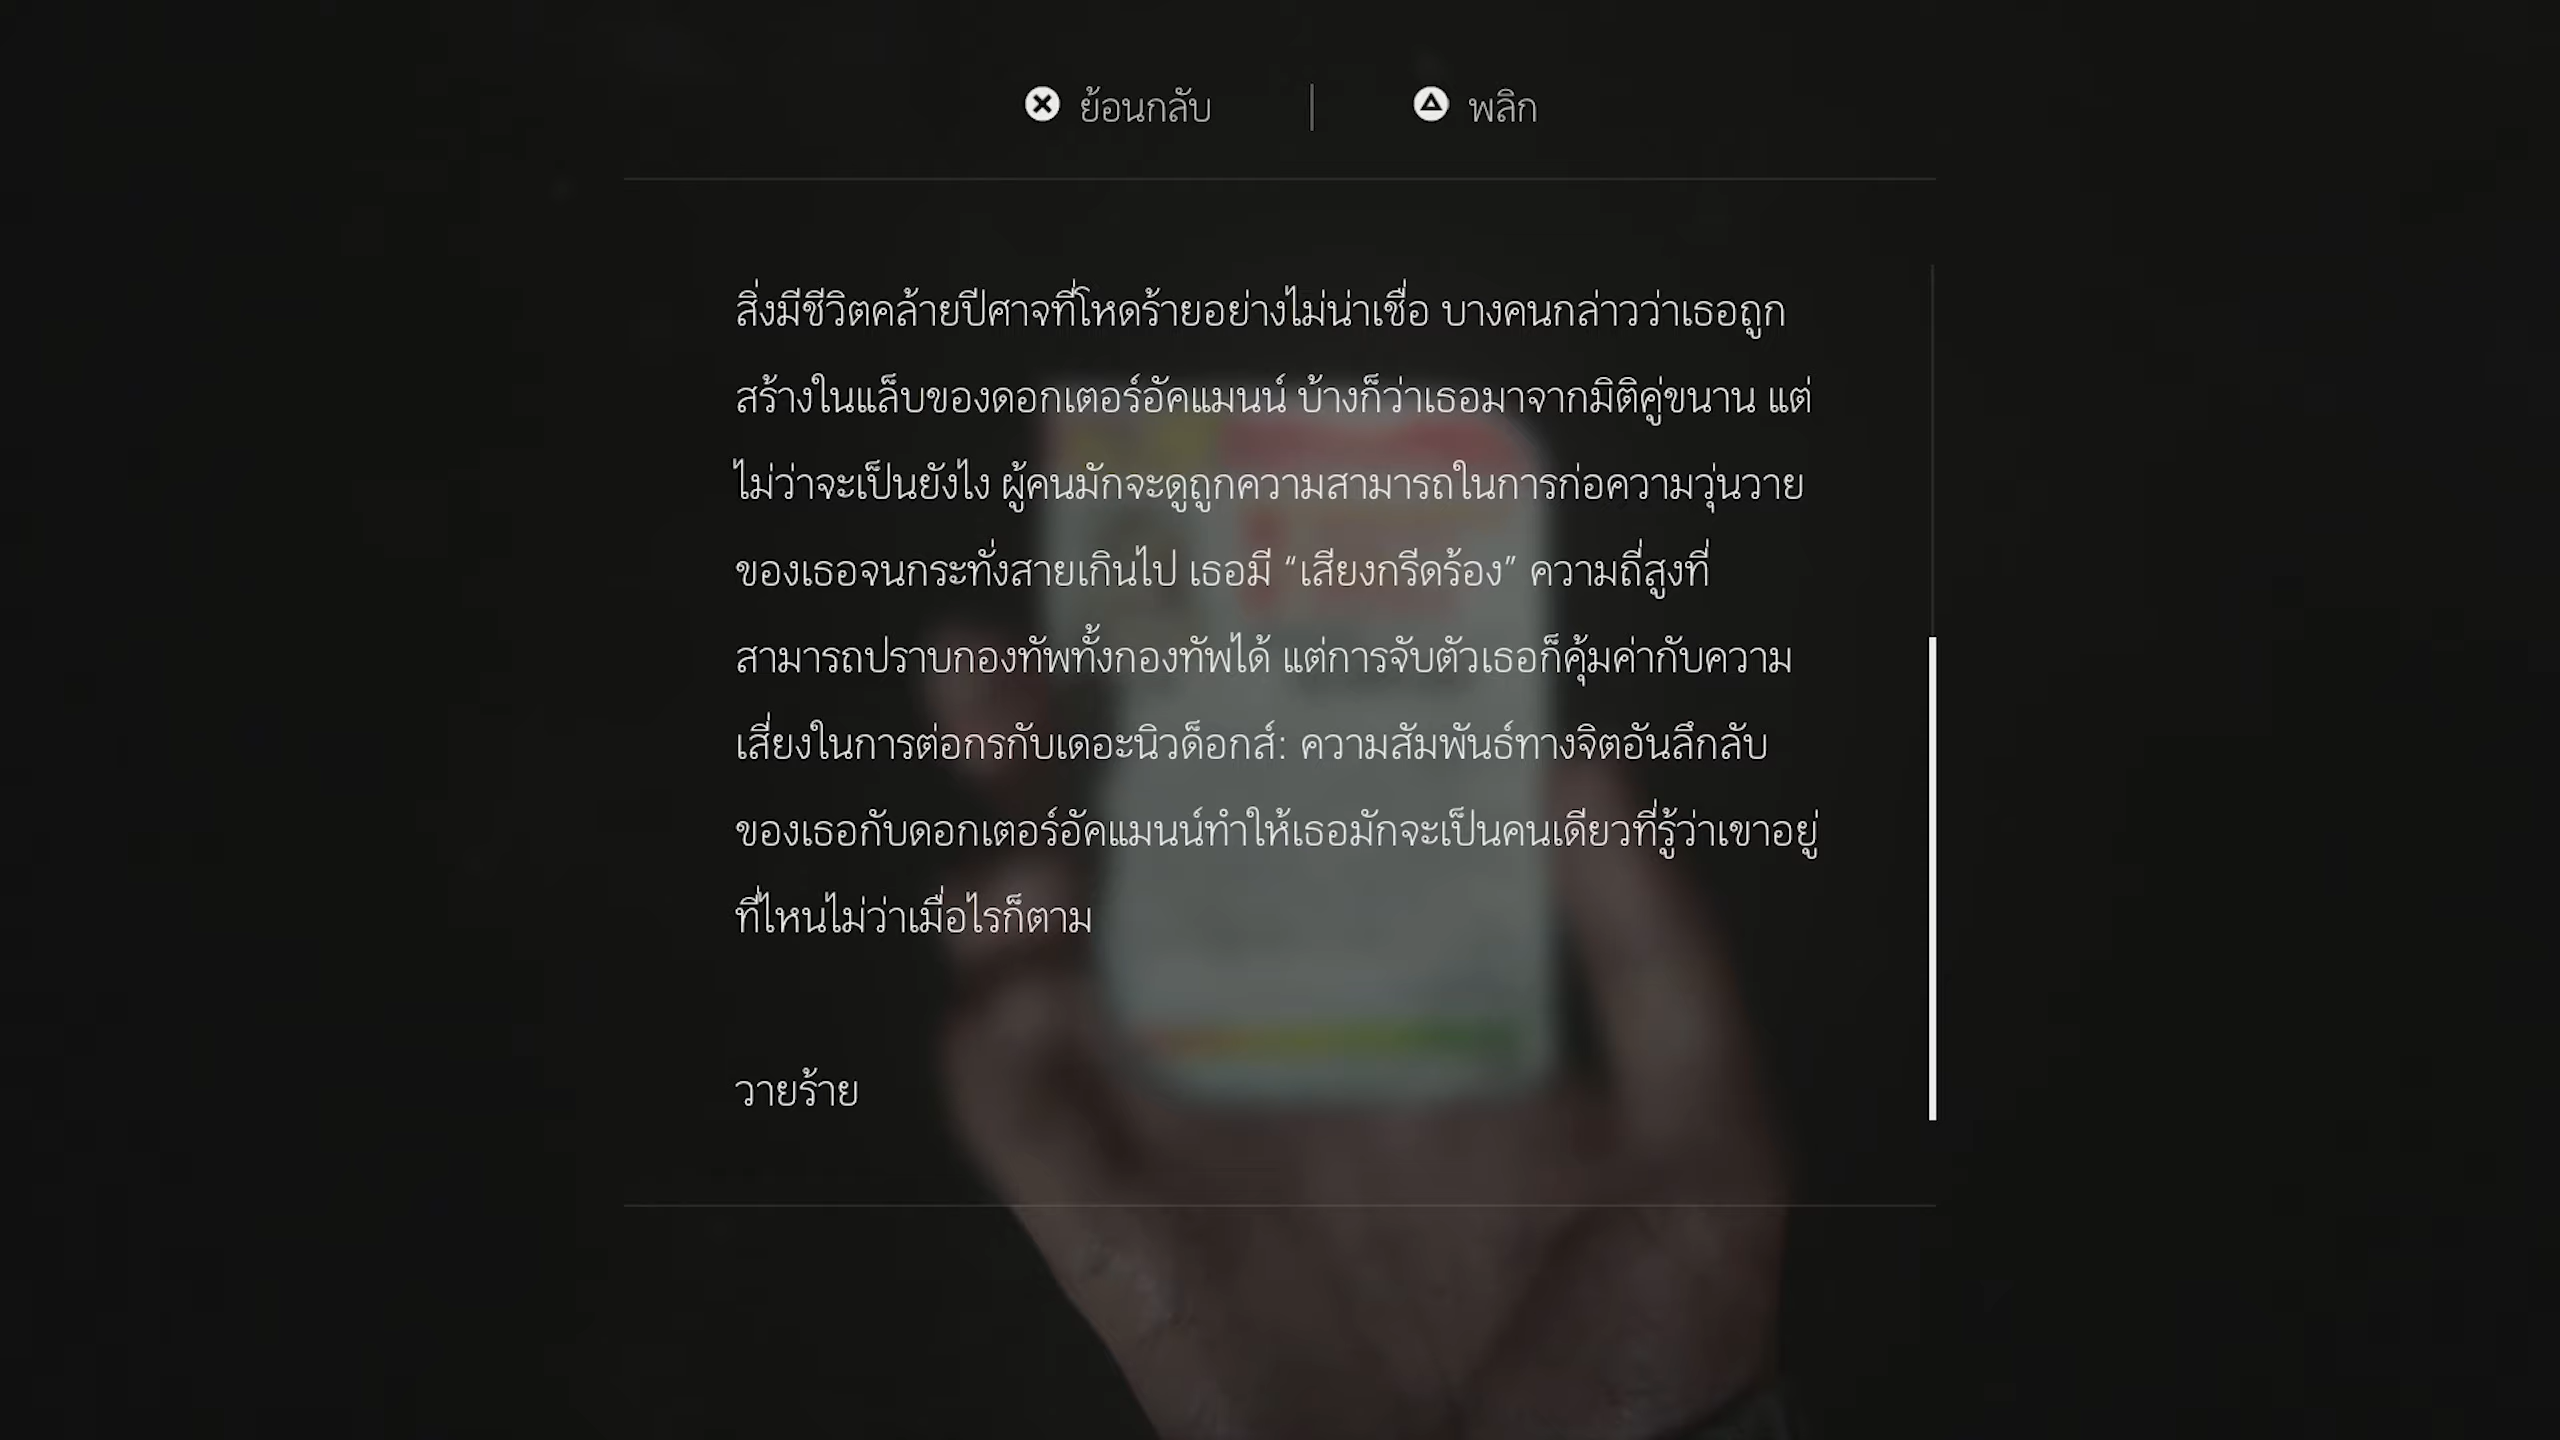 ย้อนกลับ | พลิก
สิ่งมีชีวิตคล้ายปีศาจที่โหดร้ายอย่างไม่น่าเชื่อ บางคนกล่าวว่าเธอถูก
สร้างในแล็บของดอกเตอร์อัคแมนน์ บ้างก็ว่าเธอมาจากมิติคู่ขนาน แต่
ไม่ว่าจะเป็นยังไง ผู้คนมักจะดูถูกความสามารถในการก่อความวุ่นวาย
ของเธอจนกระทั่งสายเกินไป เธอมี “เสียงกรีดร้อง” ความถี่สูงที่
สามารถปราบกองทัพทั้งกองทัพได้ แต่การจับตัวเธอก็คุ้มค่ากับความ
เสี่ยงในการต่อกรกับเดอะนิวด็อกส์: ความสัมพันธ์ทางจิตอันลึกลับ
ของเธอกับดอกเตอร์อัคแมนน์ทำให้เธอมักจะเป็นคนเดียวที่รู้ว่าเขาอยู่
ที่ไหนไม่ว่าเมื่อไรก็ตาม
วายร้าย